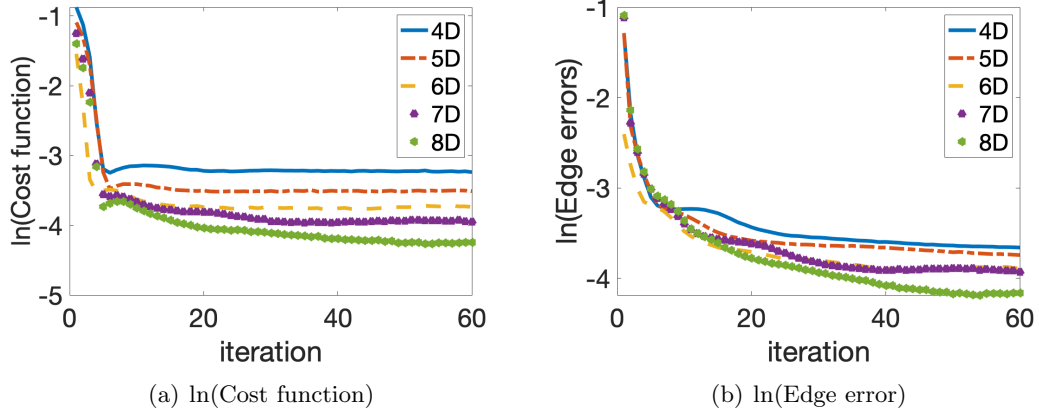 -1
-2
-3
-4
-5
0
20
40
60
ln(Cost function)
iteration
4D
5D
6D
7D
8D
-1
-2
-3
-4
0
20
40
60
ln(Edge errors)
iteration
4D
5D
6D
7D
8D
(a) ln(Cost function)
(b) ln(Edge error)